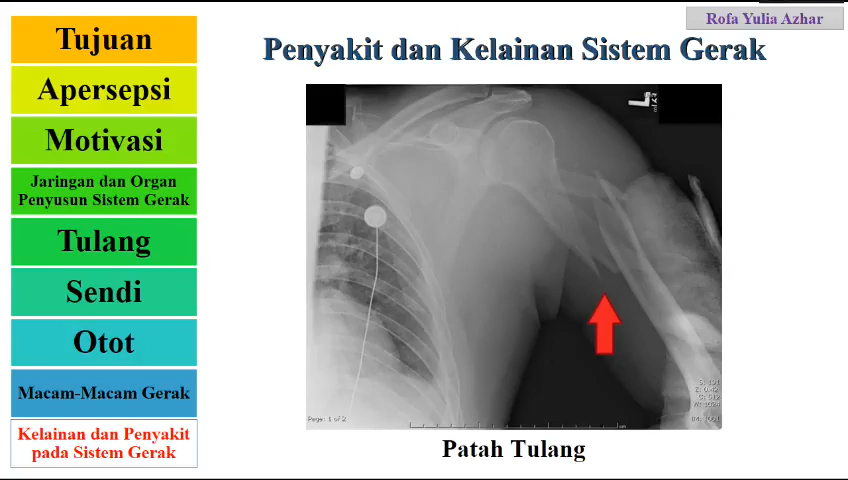 Rofa Yulia Azhar
Tujuan
Apersepsi
Motivasi
Jaringan dan Organ
Penyusun Sistem Gerak
Tulang
Sendi
Otot
Macam-Macam Gerak
Kelainan dan Penyakit
pada Sistem Gerak
Penyakit dan Kelainan Sistem Gerak
L
Page: 1 of 2
Patah Tulang